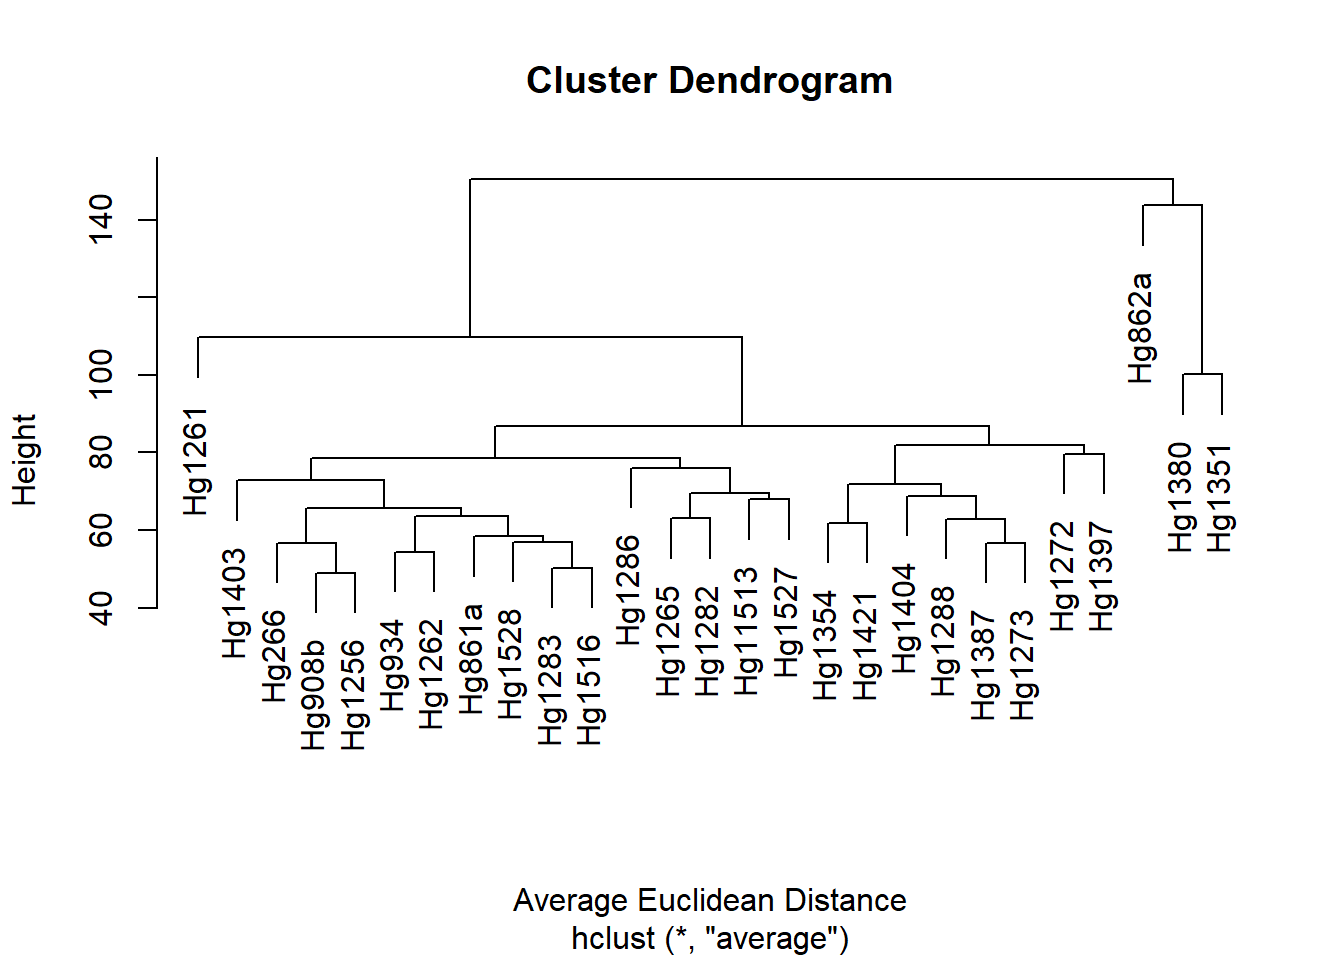 Cluster Dendrogram
Height
140
100
80
60
40
Hg1261
Hg1403
Hg266
Hg908b
Hg1256
Hg934
Hg1262
Hg861a
Hg1528
Hg1283
Hg1516
Hg1286
Hg1265
Hg1282
Hg11513
Hg1527
Hg1354
Hg1421
Hg1404
Hg1288
Hg1387
Hg1273
Hg1272
Hg1397
Hg862a
Hg1380
Hg1351
Average Euclidean Distance
hclust (*, "average")